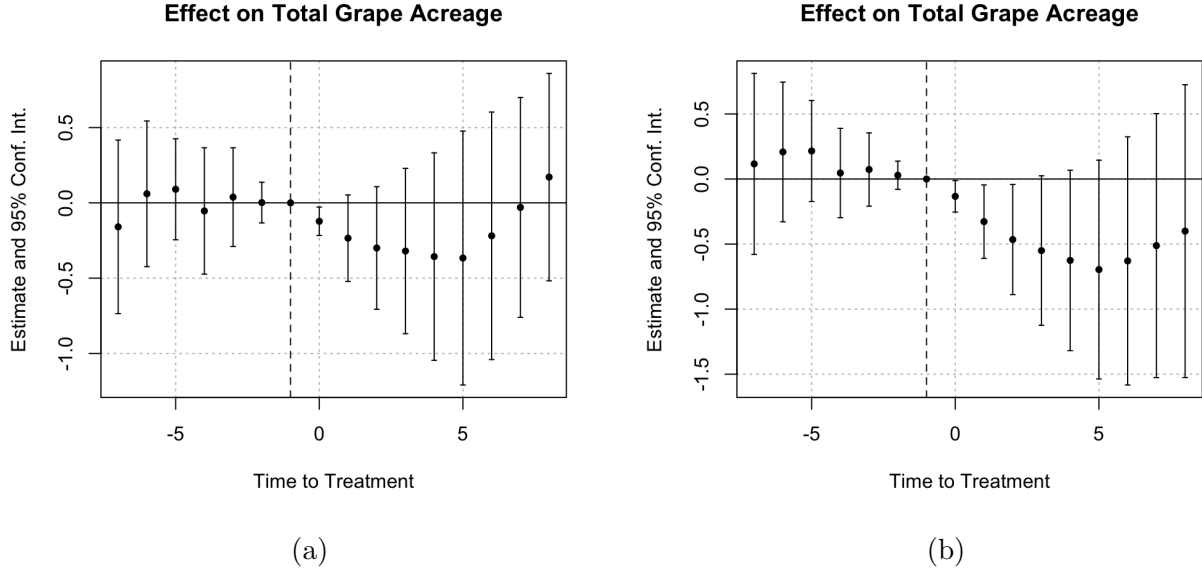 Effect on Total Grape Acreage
Estimate and 95% Conf. Int.
0.5
0.0
-0.5
-1.0
-5 0 5
Time to Treatment
(a)
Effect on Total Grape Acreage
Estimate and 95% Conf. Int.
0.5
0.0
-0.5
-1.0
-1.5
-5 0 5
Time to Treatment
(b)